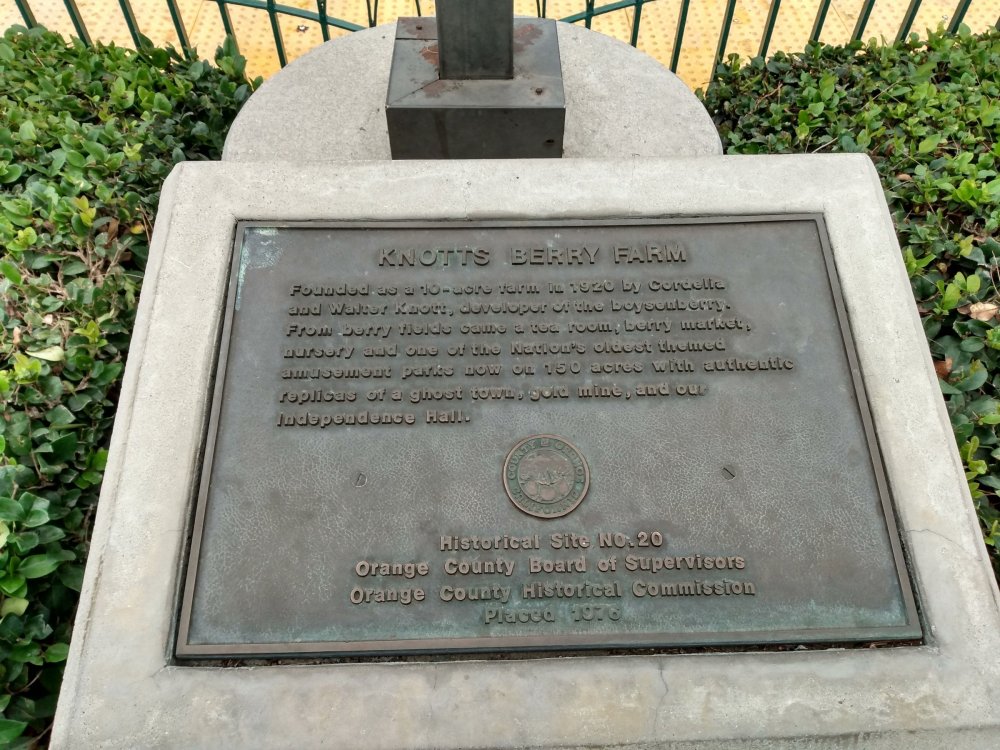 KNOTTS BERRY FARM
Founded as a 10-acre farm in 1920 by Cordelia
and Walter Knott, developer of the boysenberry.
From berry fields came a tea room, berry market,
nursery and one of the Nation's oldest themed
amusement parks now on 150 acres with authentic
replicas of a ghost town, gold mine, and our
Independence Hall.
COUNTY OF ORANGE
Historical Site No. 20
Orange County Board of Supervisors
Orange County Historical Commission
Placed 1976